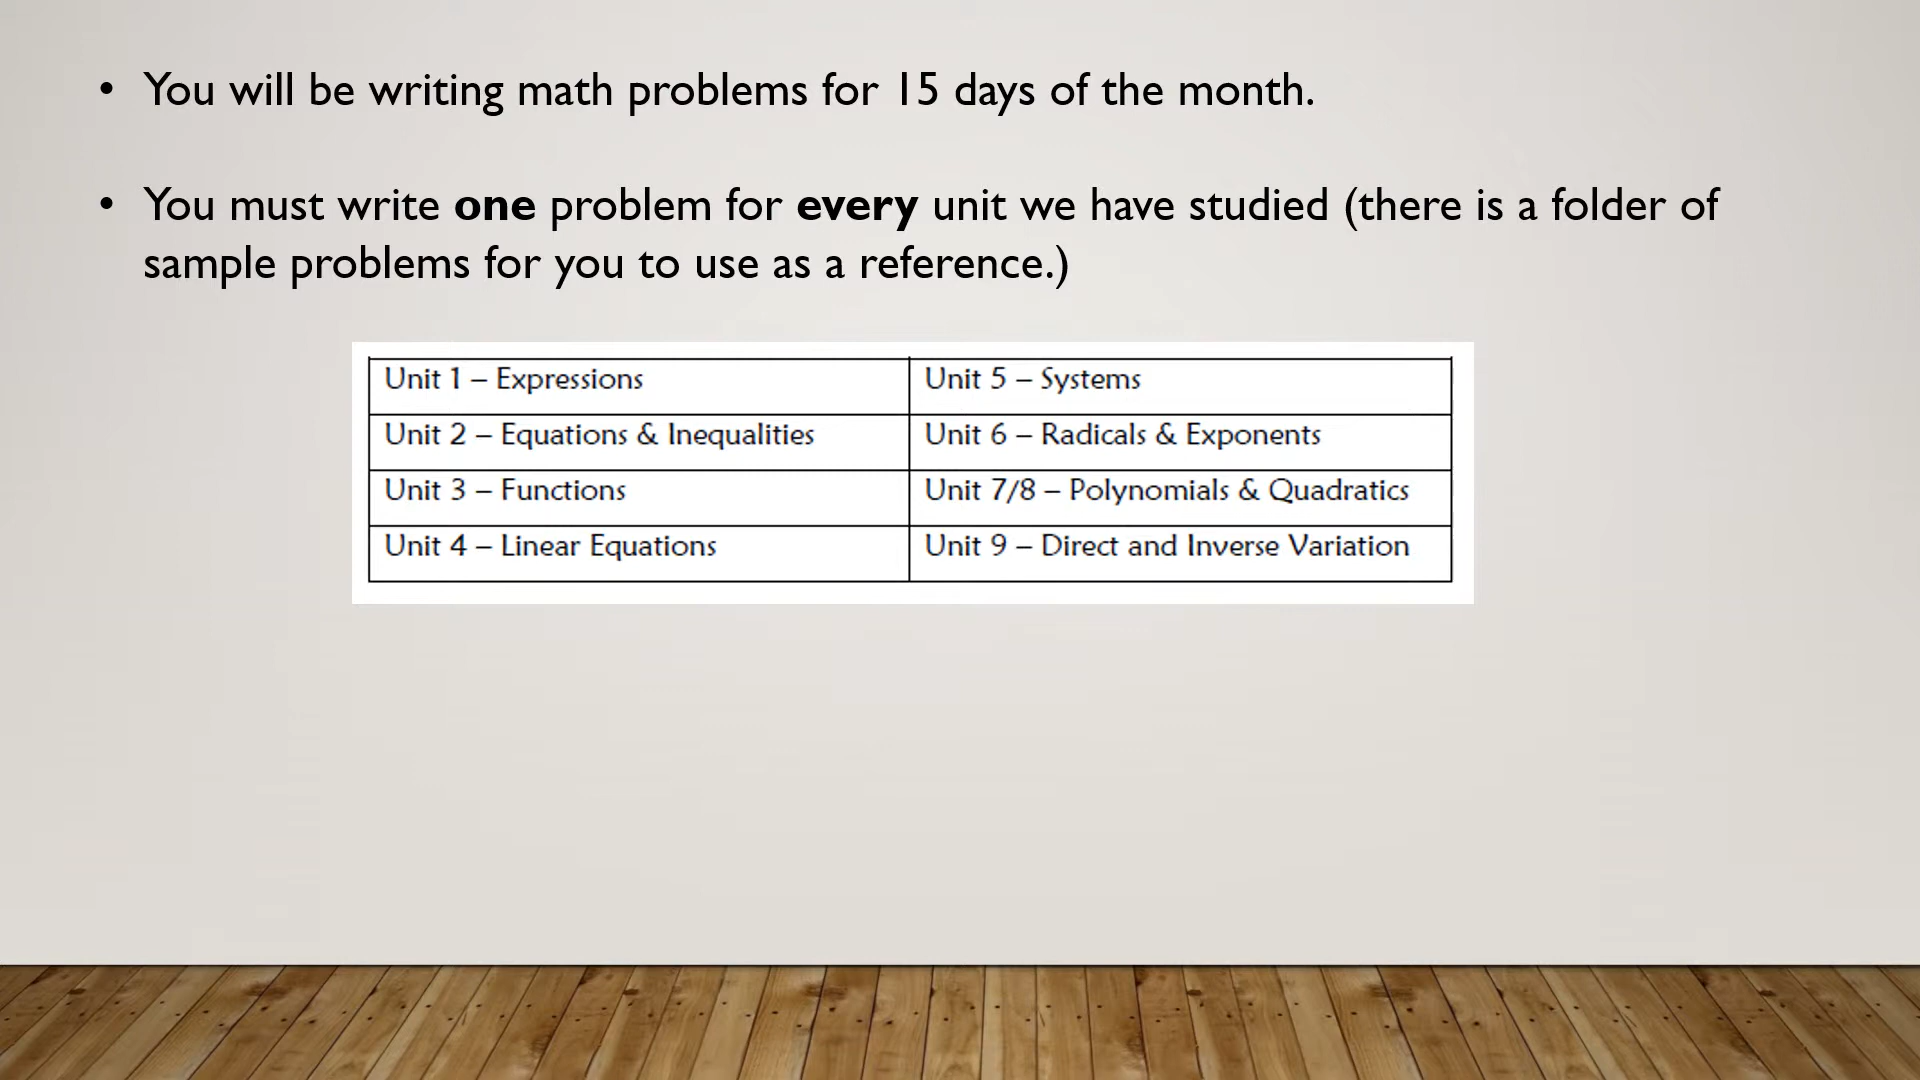 • You will be writing math problems for 15 days of the month.
• You must write one problem for every unit we have studied (there is a folder of
sample problems for you to use as a reference.)
Unit 1 – Expressions
Unit 5 – Systems
Unit 2 – Equations & Inequalities
Unit 6 – Radicals & Exponents
Unit 3 – Functions
Unit 7/8 – Polynomials & Quadratics
Unit 4 – Linear Equations
Unit 9 – Direct and Inverse Variation